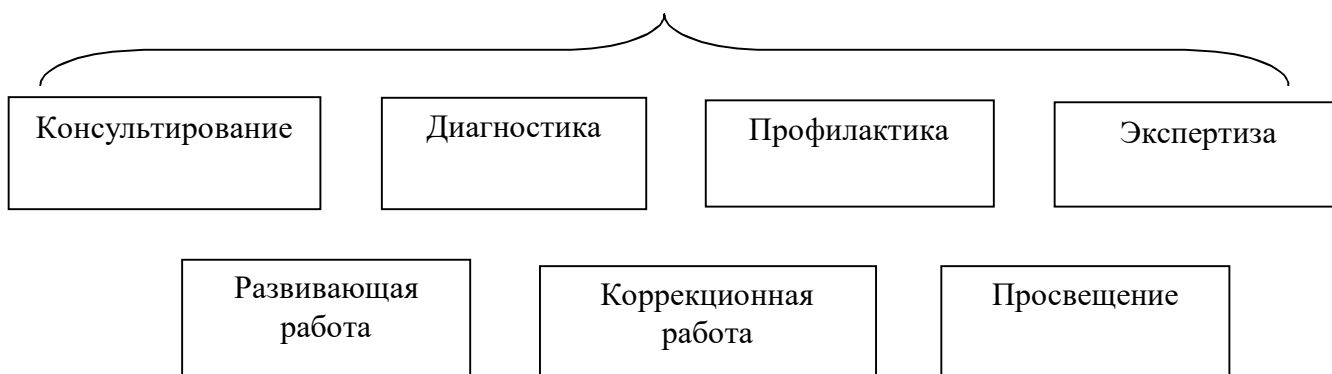 Консультирование
Диагностика
Профилактика
Экспертиза
Развивающая
работа
Коррекционная
работа
Просвещение